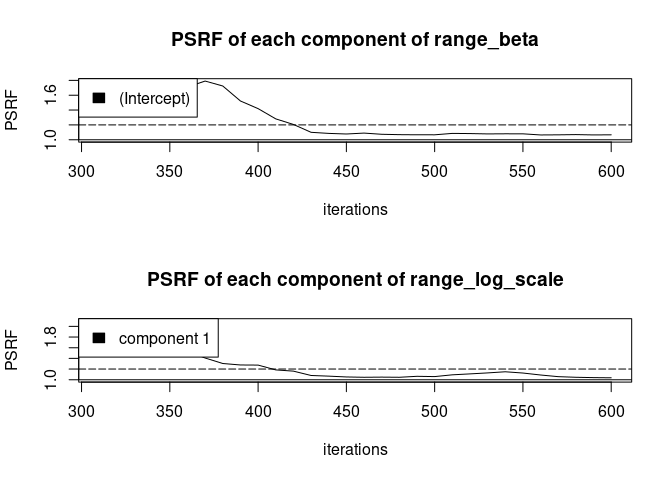 PSRF of each component of range_beta
PSRF
1.0 1.6
(Intercept)
300 350 400 450 500 550 600
iterations
PSRF of each component of range_log_scale
PSRF
1.0 1.8
component 1
300 350 400 450 500 550 600
iterations